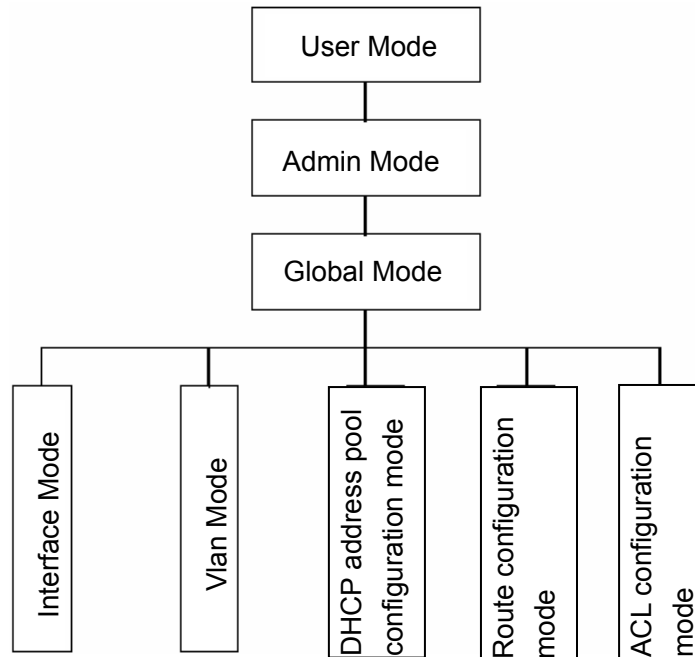 User Mode
Admin Mode
Global Mode
Interface Mode
Vlan Mode
DHCP address pool
configuration mode
Route configuration
mode
ACL configuration
mode